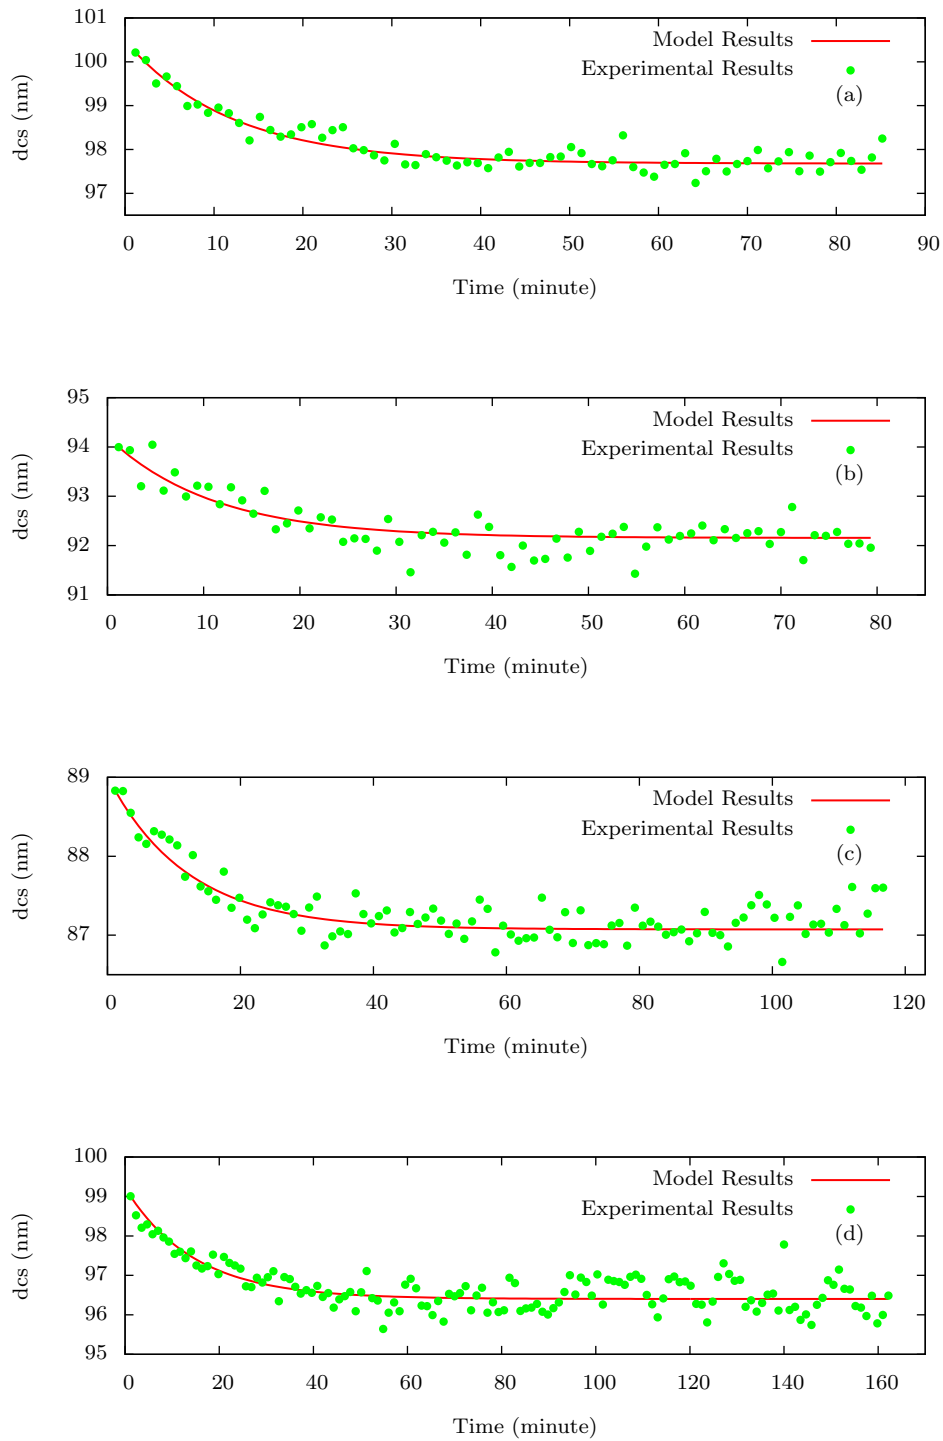 101
100
99
98
97
dcs (nm)
Model Results
Experimental Results
(a)
0 10 20 30 40 50 60 70 80 90
Time (minute)
95
94
93
92
91
dcs (nm)
Model Results
Experimental Results
(b)
0 10 20 30 40 50 60 70 80
Time (minute)
89
88
87
dcs (nm)
Model Results
Experimental Results
(c)
0 20 40 60 80 100 120
Time (minute)
100
99
98
97
96
95
dcs (nm)
Model Results
Experimental Results
(d)
0 20 40 60 80 100 120 140 160
Time (minute)